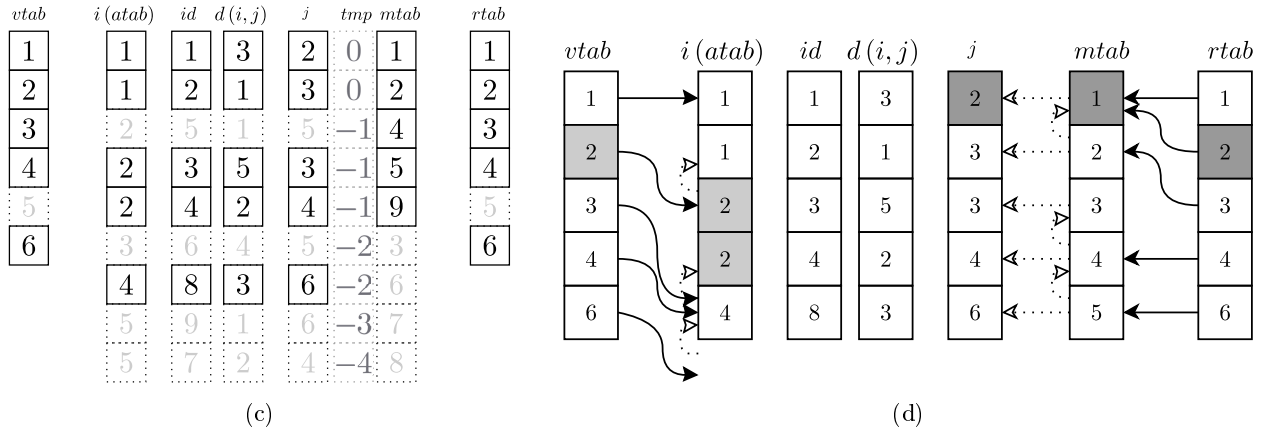 vtab i (atab) id d (i, j) j tmp mtab rtab
1 1 1 3 2 0 1 1
2 1 2 1 3 0 2 2
3 2 5 1 5 −1 4 3
4 2 3 5 3 −1 5 4
5 2 4 2 4 −1 9 5
6 3 6 4 5 −2 3 6
4 8 3 6 −2 6
5 9 1 6 −3 7
5 7 2 4 −4 8
(c)
vtab i (atab) id d (i, j) j mtab rtab
1 1 1 3 2 1 1
2 1 2 1 3 2 2
3 2 3 5 3 3 3
4 2 4 2 4 4 4
6 4 8 3 6 5 6
(d)